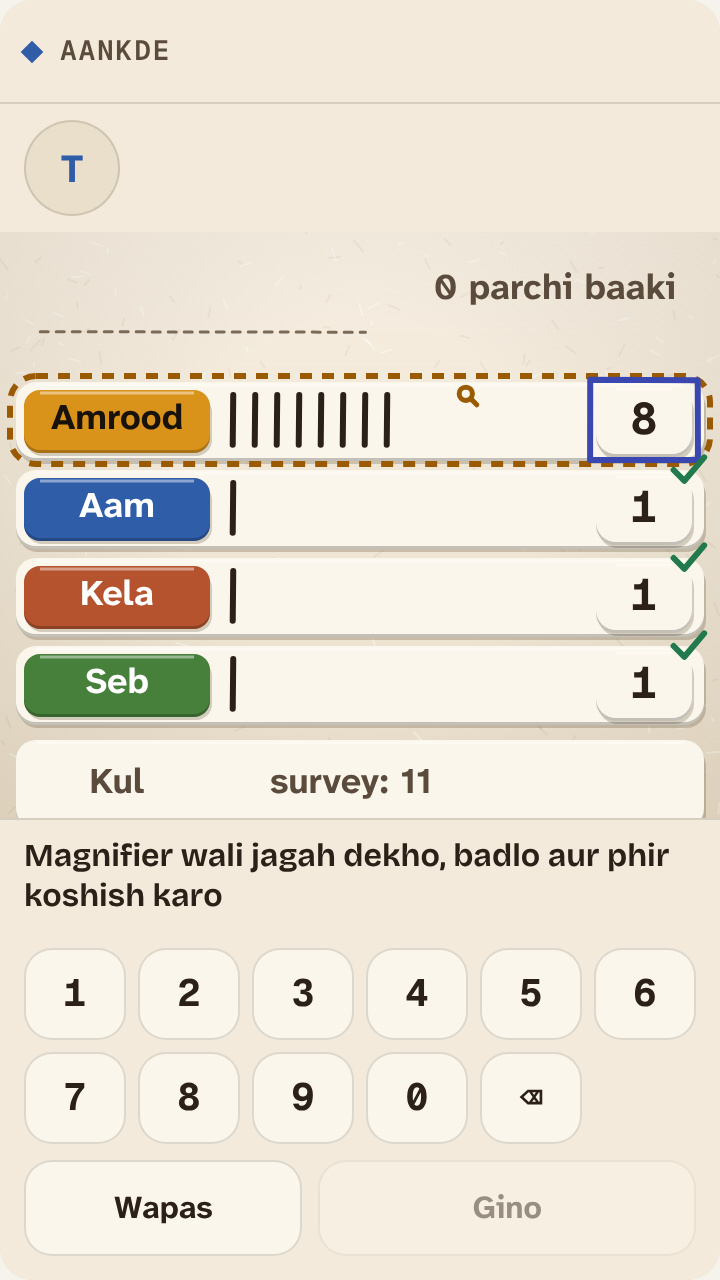 AANKDE
T
0 parchi baaki
Amrood 8
Aam 1
Kela 1
Seb 1
Kul survey: 11
Magnifier wali jagah dekho, badlo aur phir
koshish karo
1 2 3 4 5 6
7 8 9 0 ⌫
Wapas Gino